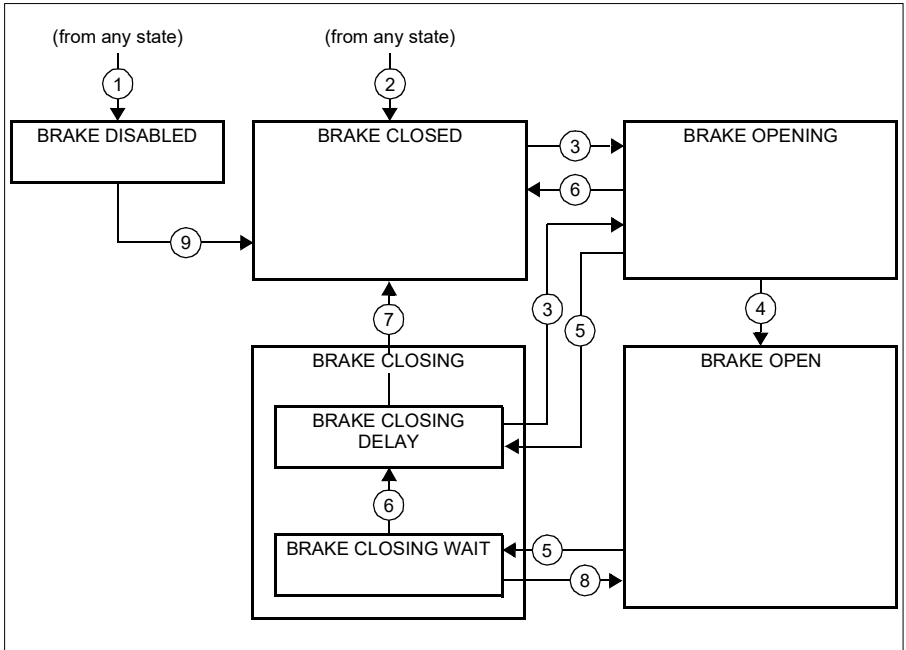 (from any state)
(from any state)
1
2
BRAKE DISABLED
BRAKE CLOSED
BRAKE OPENING
3
6
9
7
3
5
4
BRAKE CLOSING
BRAKE OPEN
BRAKE CLOSING
DELAY
6
BRAKE CLOSING WAIT
5
8